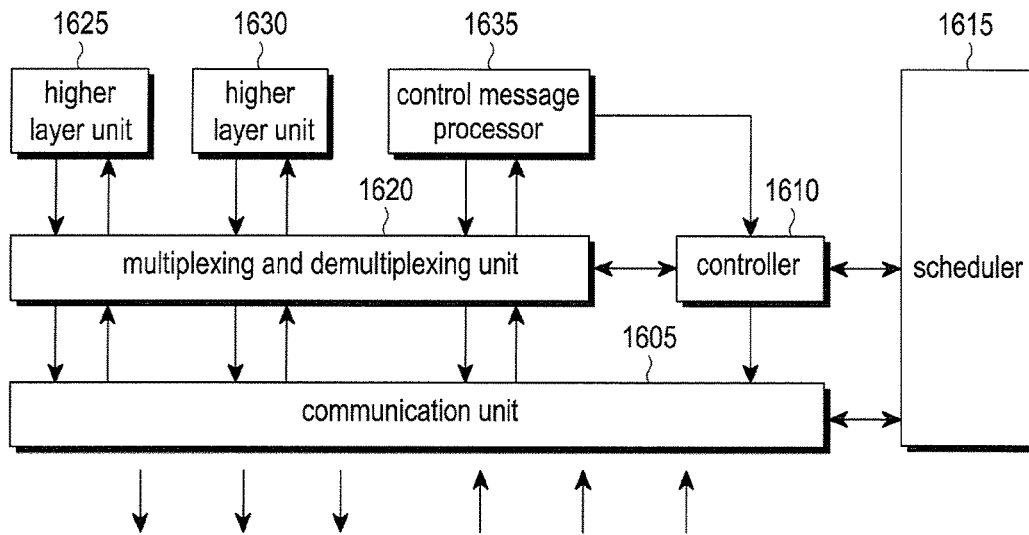 1625
1630
1635
1615
higher
layer unit
higher
layer unit
control message
processor
1620
1610
multiplexing and demultiplexing unit
controller
scheduler
1605
communication unit